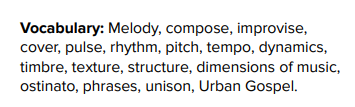 Vocabulary: Melody, compose, improvise,
cover, pulse, rhythm, pitch, tempo, dynamics,
timbre, texture, structure, dimensions of music,
ostinato, phrases, unison, Urban Gospel.